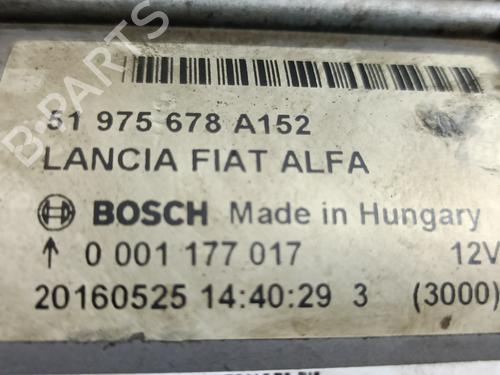 B-PARTS
51 975 678 A152
LANCIA FIAT ALFA
BOSCH Made in Hungary
↑ 0 001 177 017 12V
20160525 14:40:29 3 (3000)